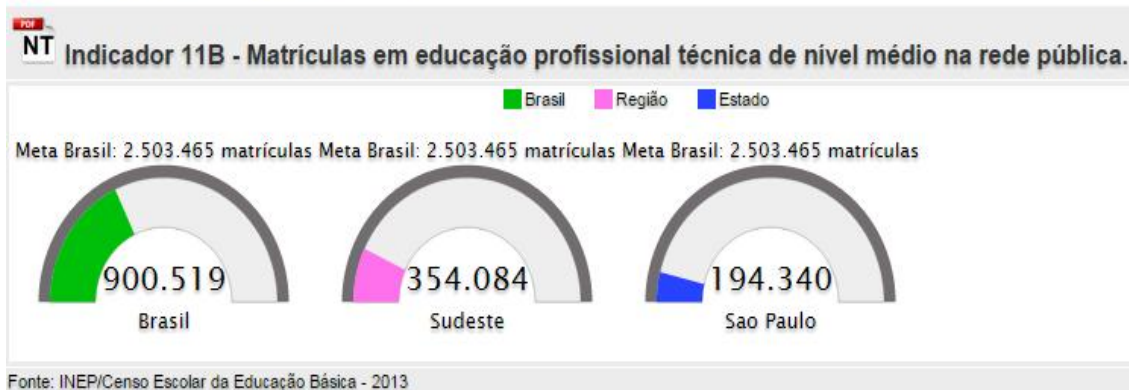 PDF
NT Indicador 11B - Matrículas em educação profissional técnica de nível médio na rede pública.
Brasil Região Estado
Meta Brasil: 2.503.465 matrículas Meta Brasil: 2.503.465 matrículas Meta Brasil: 2.503.465 matrículas
900.519 354.084 194.340
Brasil Sudeste Sao Paulo
Fonte: INEP/Censo Escolar da Educação Básica - 2013